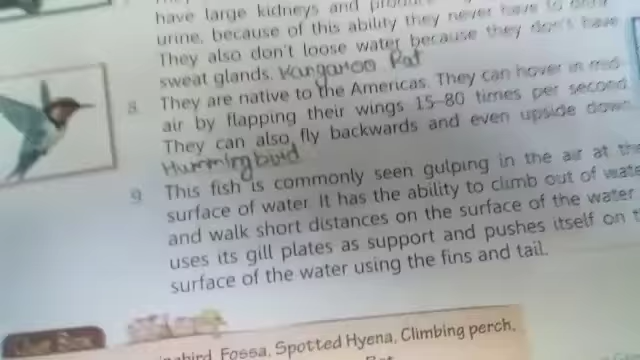 have large kidneys and
urine, because of this ability they never have to
They also don't loose water because they don't have
sweat glands. Kangaroo Rat
8. They are native to the Americas. They can hover in mid-
air by flapping their wings 15-80 times per second.
They can also fly backwards and even upside down.
Hummingbird
9. This fish is commonly seen gulping in the air at the
surface of water. It has the ability to climb out of water
and walk short distances on the surface of the water.
uses its gill plates as support and pushes itself on
surface of the water using the fins and tail.
Fossa, Spotted Hyena, Climbing perch,